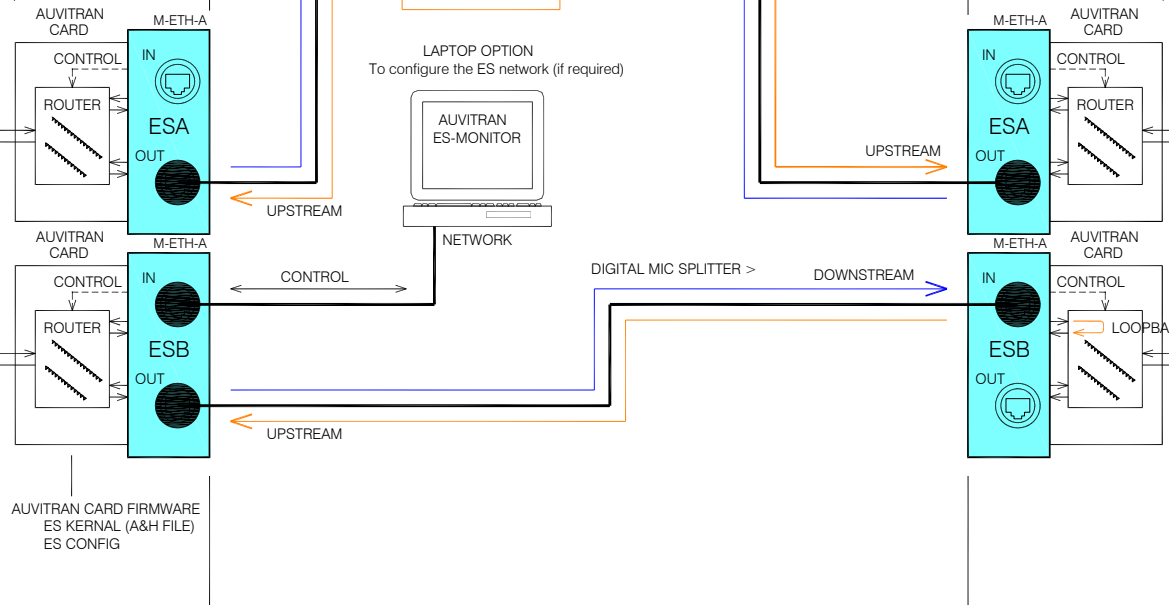 AUVITRAN
CARD
M-ETH-A
CONTROL
IN
ROUTER
ESA
OUT
UPSTREAM
LAPTOP OPTION
To configure the ES network (if required)
AUVITRAN
ES-MONITOR
NETWORK
M-ETH-A
AUVITRAN
CARD
IN
CONTROL
ROUTER
ESA
OUT
UPSTREAM
AUVITRAN
CARD
M-ETH-A
CONTROL
IN
ROUTER
ESB
OUT
CONTROL
UPSTREAM
DIGITAL MIC SPLITTER >
DOWNSTREAM
M-ETH-A
AUVITRAN
CARD
IN
CONTROL
LOOPBA
ESB
OUT
AUVITRAN CARD FIRMWARE
ES KERNAL (A&H FILE)
ES CONFIG